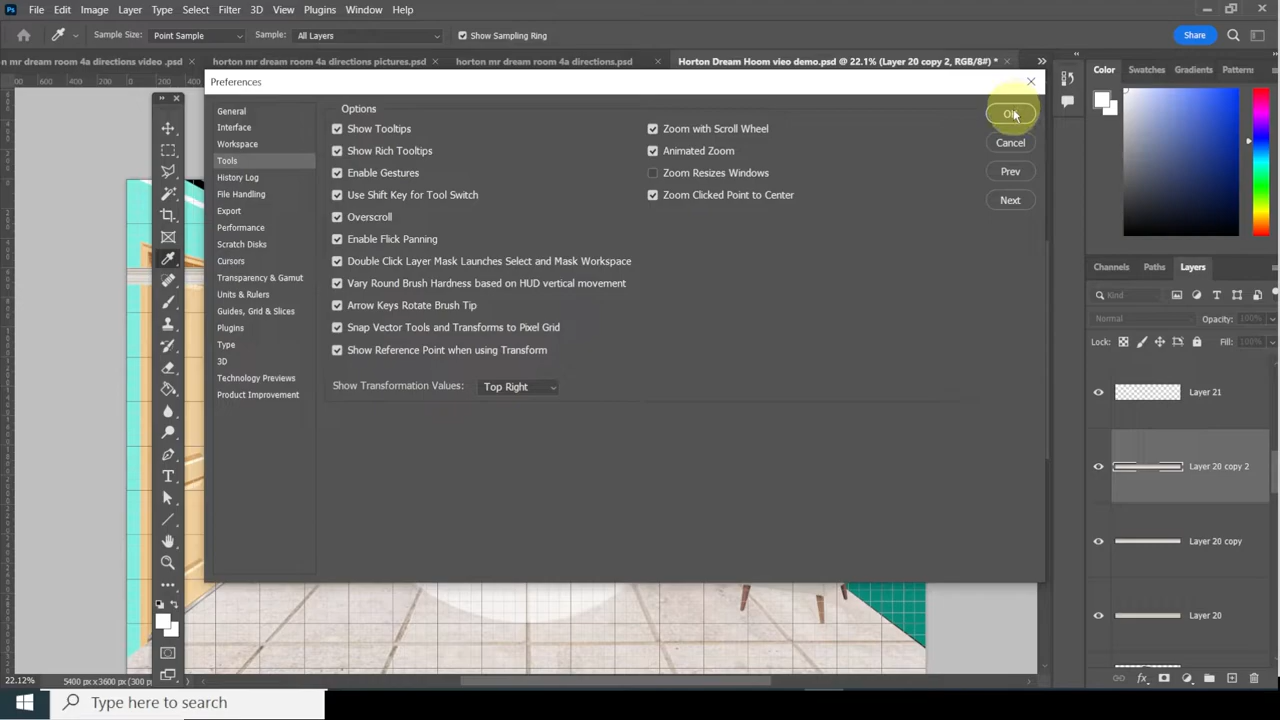 Ps File Edit Image Layer Type Select Filter 3D View Plugins Window Help
Sample Size: Point Sample Sample: All Layers Show Sampling Ring Share
n mr dream room 4a directions video .psd × horton mr dream room 4a directions pictures.psd × horton mr dream room 4a directions.psd × Horton Dream Hoom vieo demo.psd @ 22.1% (Layer 20 copy 2, RGB/8#) * ×
Color Swatches Gradients Patterns
Preferences
General
Interface
Workspace
Tools
History Log
File Handling
Export
Performance
Scratch Disks
Cursors
Transparency & Gamut
Units & Rulers
Guides, Grid & Slices
Plugins
Type
3D
Technology Previews
Product Improvement
Options
Show Tooltips
Show Rich Tooltips
Enable Gestures
Use Shift Key for Tool Switch
Overscroll
Enable Flick Panning
Double Click Layer Mask Launches Select and Mask Workspace
Vary Round Brush Hardness based on HUD vertical movement
Arrow Keys Rotate Brush Tip
Snap Vector Tools and Transforms to Pixel Grid
Show Reference Point when using Transform
Show Transformation Values: Top Right
Zoom with Scroll Wheel
Animated Zoom
Zoom Resizes Windows
Zoom Clicked Point to Center
OK
Cancel
Prev
Next
Channels Paths Layers
Kind
Normal Opacity: 100%
Lock: Fill: 100%
Layer 21
Layer 20 copy 2
Layer 20 copy
Layer 20
22.12% 5400 px x 3600 px (300 p
Type here to search